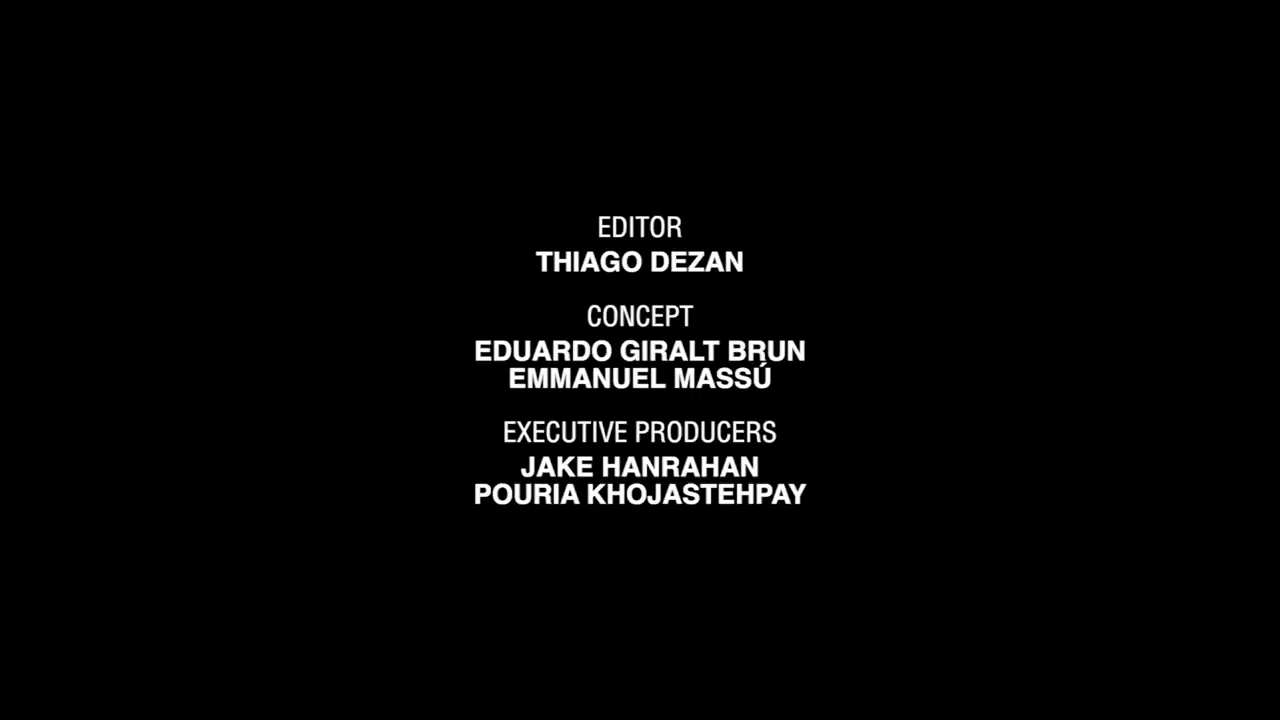 EDITOR
THIAGO DEZAN
CONCEPT
EDUARDO GIRALT BRUN
EMMANUEL MASSÚ
EXECUTIVE PRODUCERS
JAKE HANRAHAN
POURIA KHOJASTEHPAY